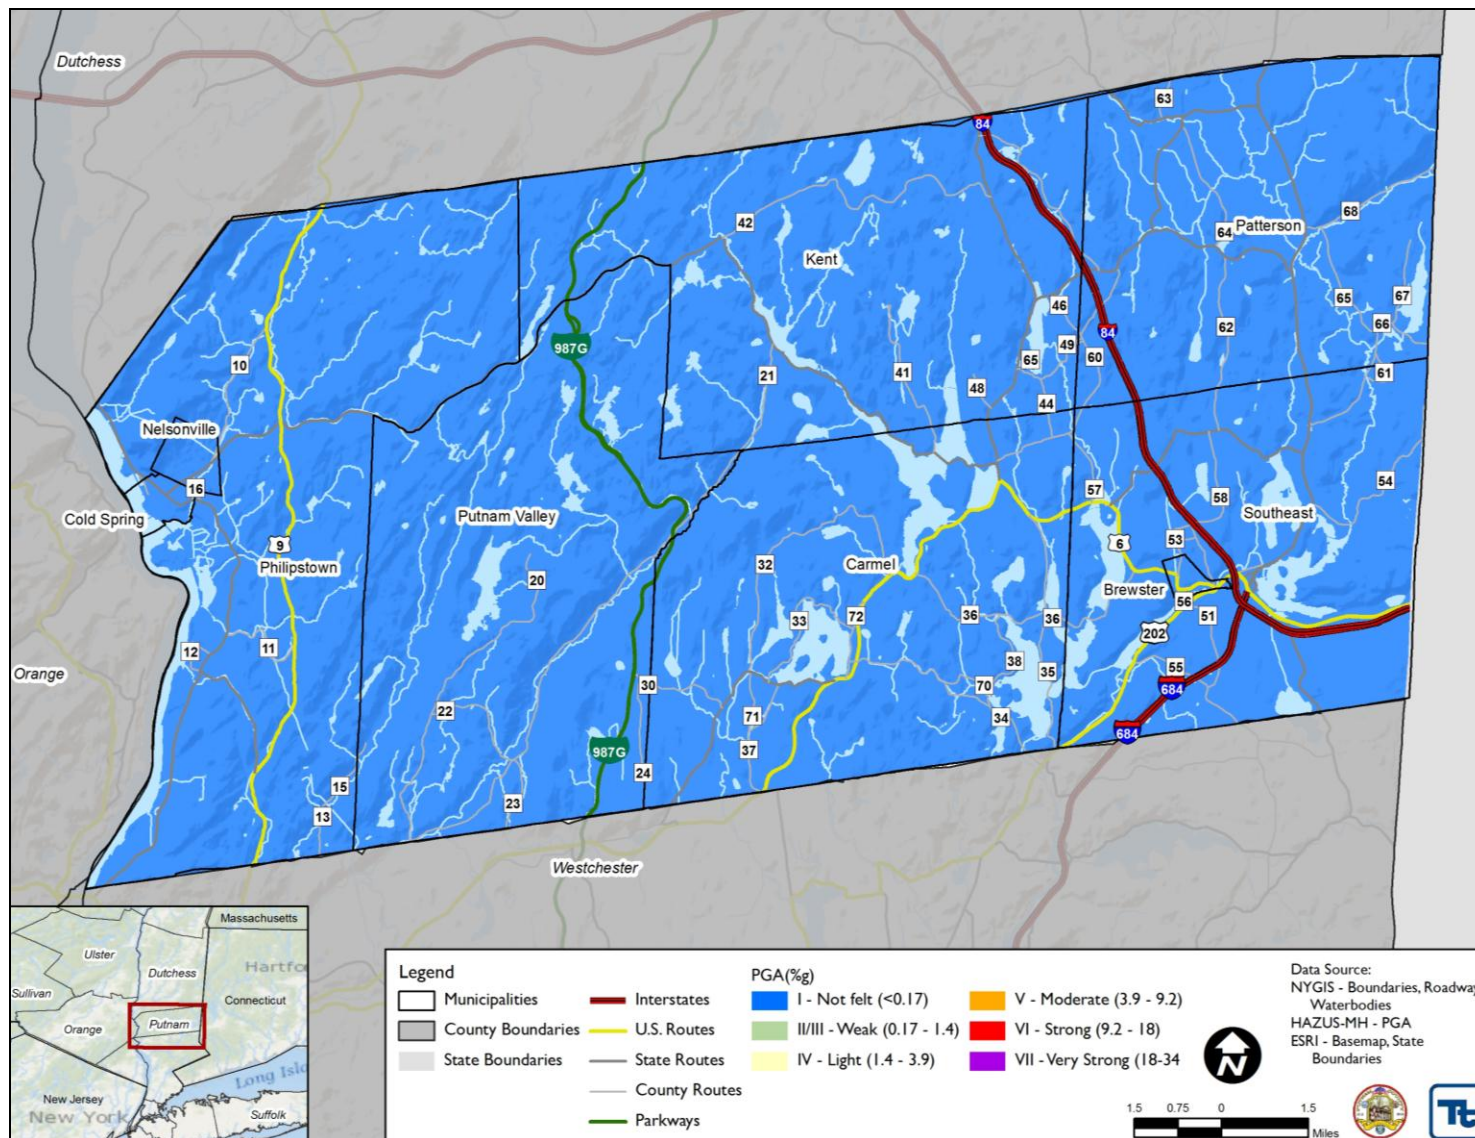 Dutchess
84
63
42
Kent
64
Patterson
68
65
67
46
66
62
84
49
60
987G
65
10
21
41
48
61
44
Nelsonville
16
57
58
54
Cold Spring
Putnam Valley
Southeast
9
53
6
Philipstown
32
Carmel
20
Brewster
56
33
72
36
36
51
202
12
11
38
55
Orange
30
35
70
684
22
71
34
37
987G
684
24
15
23
13
Westchester
Massachusetts
Ulster
Dutchess
Hartfo
Sullivan
Connecticut
Orange
Putnam
Long Isl
New Jersey
New York
Suffolk
Legend
Municipalities
County Boundaries
State Boundaries
Interstates
U.S. Routes
State Routes
County Routes
Parkways
PGA(%g)
I - Not felt (<0.17)
II/III - Weak (0.17 - 1.4)
IV - Light (1.4 - 3.9)
V - Moderate (3.9 - 9.2)
VI - Strong (9.2 - 18)
VII - Very Strong (18-34
N
Data Source:
NYGIS - Boundaries, Roadway
Waterbodies
HAZUS-MH - PGA
ESRI - Basemap, State
Boundaries
1.5 0.75 0 1.5
Miles
Tt